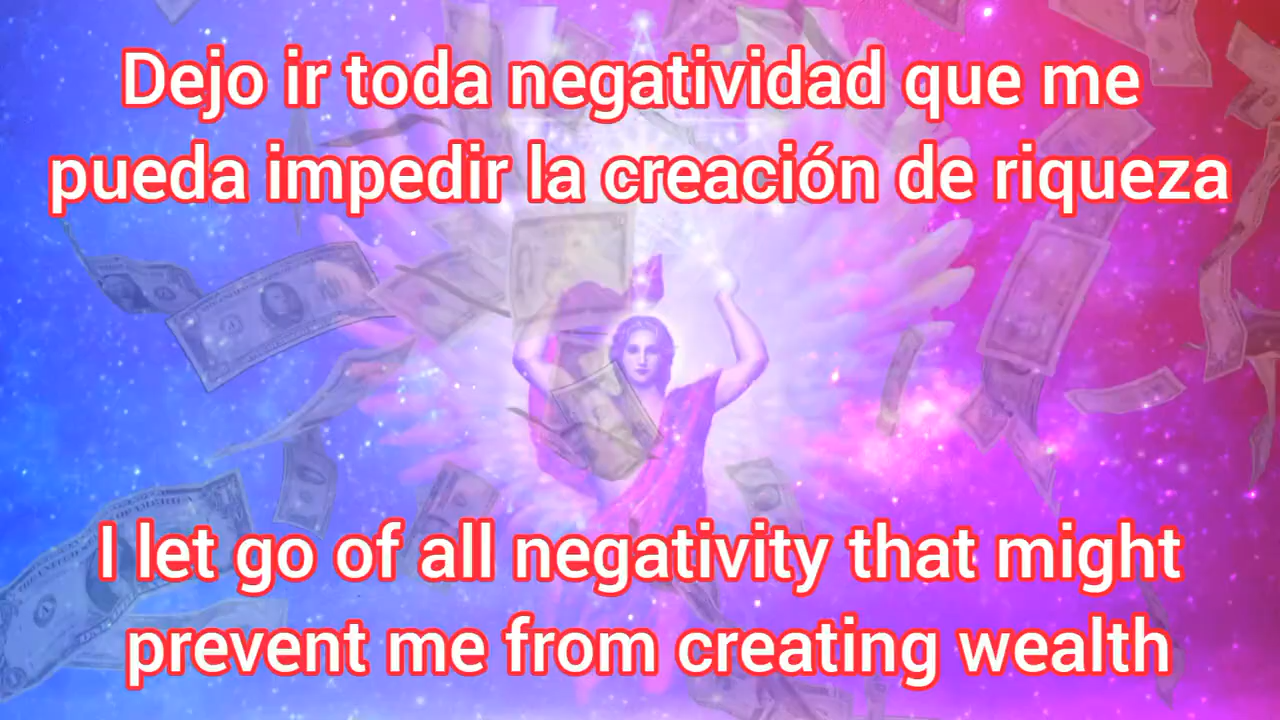 Dejo ir toda negatividad que me
pueda impedir la creación de riqueza
I let go of all negativity that might
prevent me from creating wealth